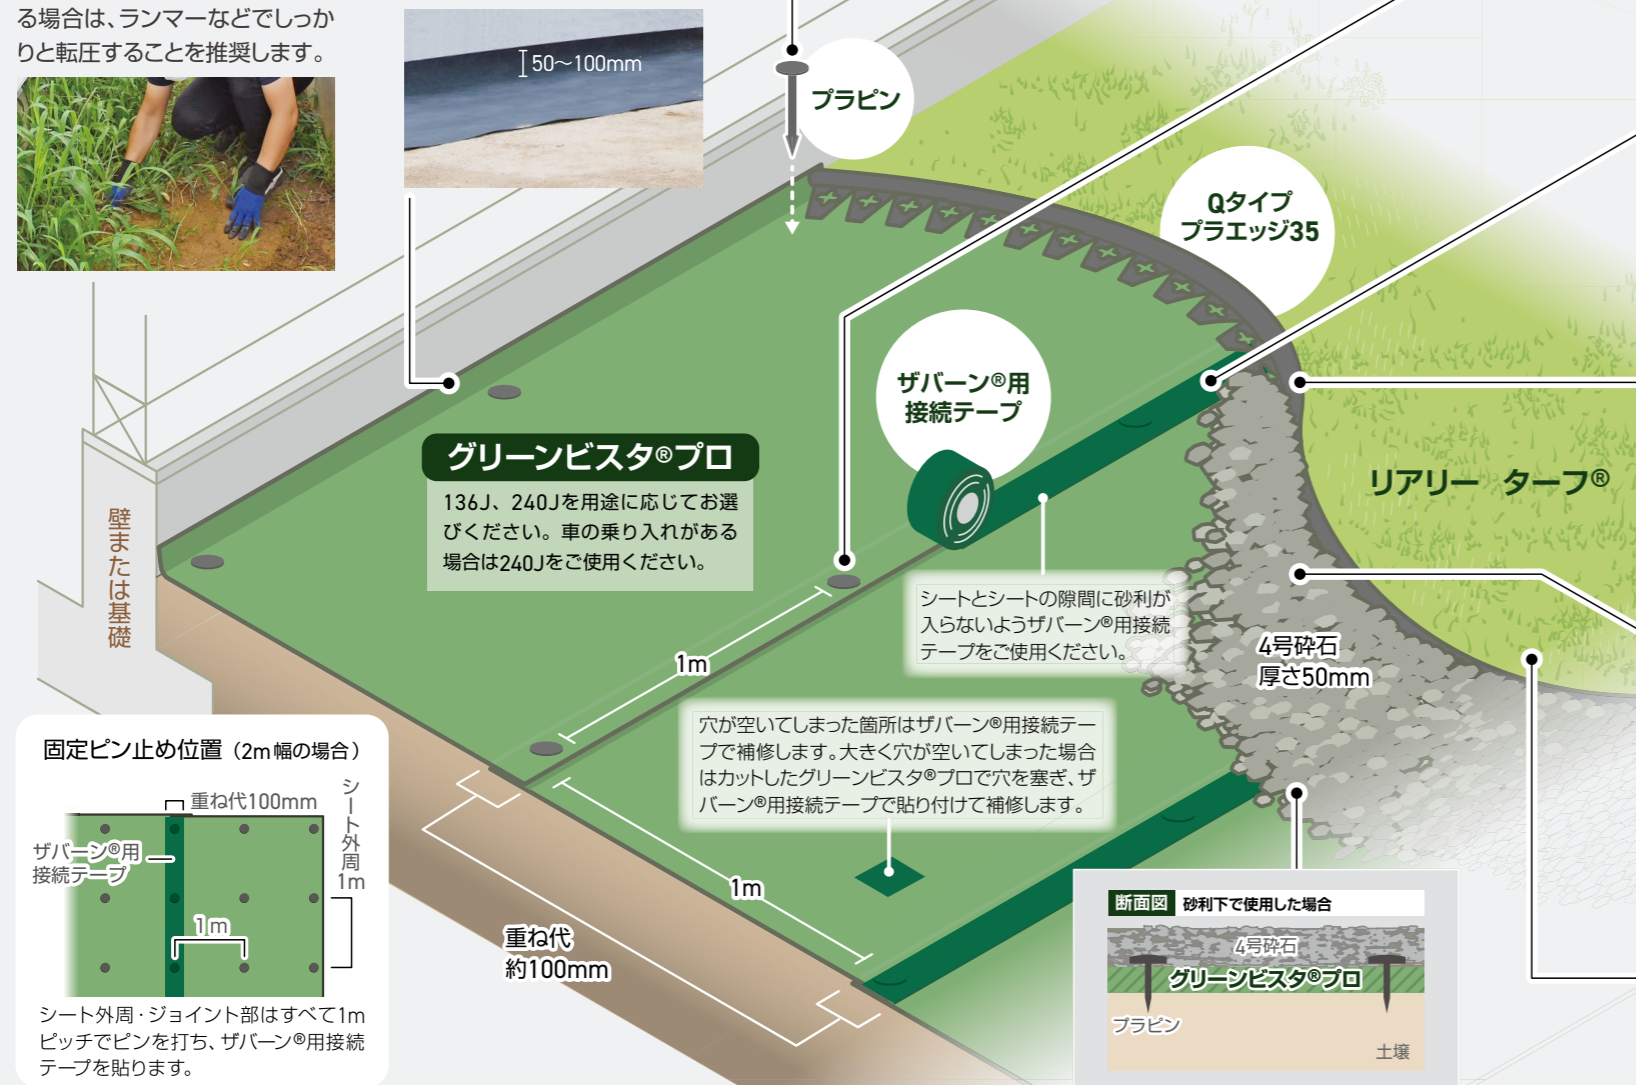 る場合は、ランマーなどでしっか
りと転圧することを推奨します。
50〜100mm
プラピン
Qタイプ
プラエッジ35
ザバーン®用
接続テープ
グリーンビスタ®プロ
136J、240Jを用途に応じてお選
びください。車の乗り入れがある
場合は240Jをご使用ください。
リアリー ターフ®
壁または基礎
シートとシートの隙間に砂利が
入らないようザバーン®用接続
テープをご使用ください。
4号砕石
厚さ50mm
1m
穴が空いてしまった箇所はザバーン®用接続テー
プで補修します。大きく穴が空いてしまった場合
はカットしたグリーンビスタ®プロで穴を塞ぎ、ザ
バーン®用接続テープで貼り付けて補修します。
1m
重ね代
約100mm
固定ピン止め位置（2m幅の場合）
重ね代100mm
シート外周1m
ザバーン®用
接続テープ
1m
シート外周・ジョイント部はすべて1m
ピッチでピンを打ち、ザバーン®用接続
テープを貼ります。
断面図 砂利下で使用した場合
4号砕石
グリーンビスタ®プロ
プラピン
土壌